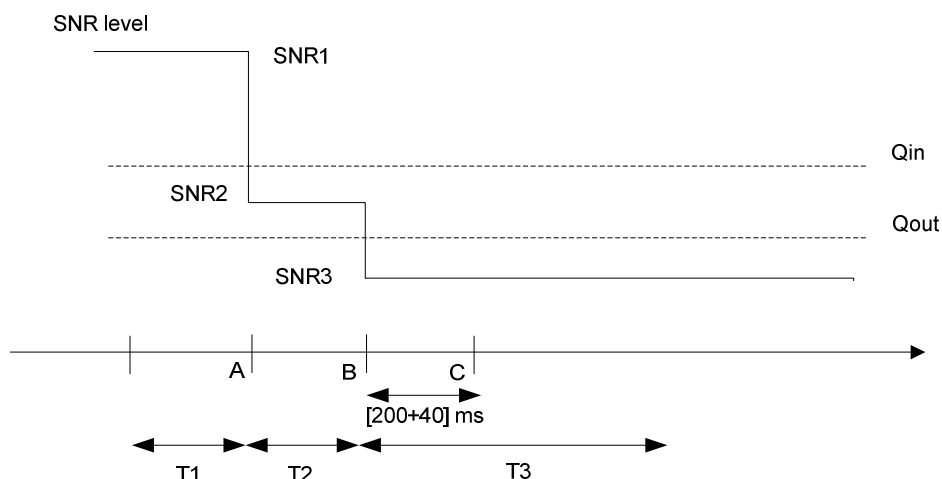 SNR level
SNR1
Qin
SNR2
Qout
SNR3
A
B
C
[200+40] ms
T1
T2
T3